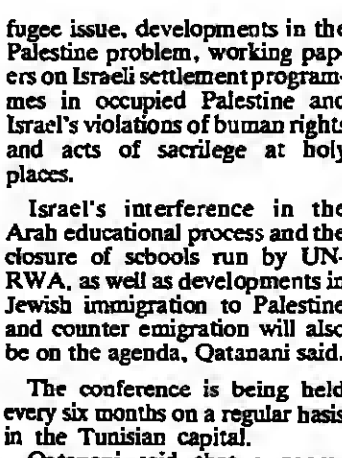 fugee issue, developments in the
Palestine problem, working pap-
ers on Israeli settlement program-
mes in occupied Palestine and
Israel's violations of human rights
and acts of sacrilege at holy
places.
Israel's interference in the
Arab educational process and the
closure of schools run by UN-
RWA, as well as developments in
Jewish immigration to Palestine
and counter emigration will also
be on the agenda, Qatanani said.
The conference is being held
every six months on a regular basis
in the Tunisian capital.
Qatanani said that a